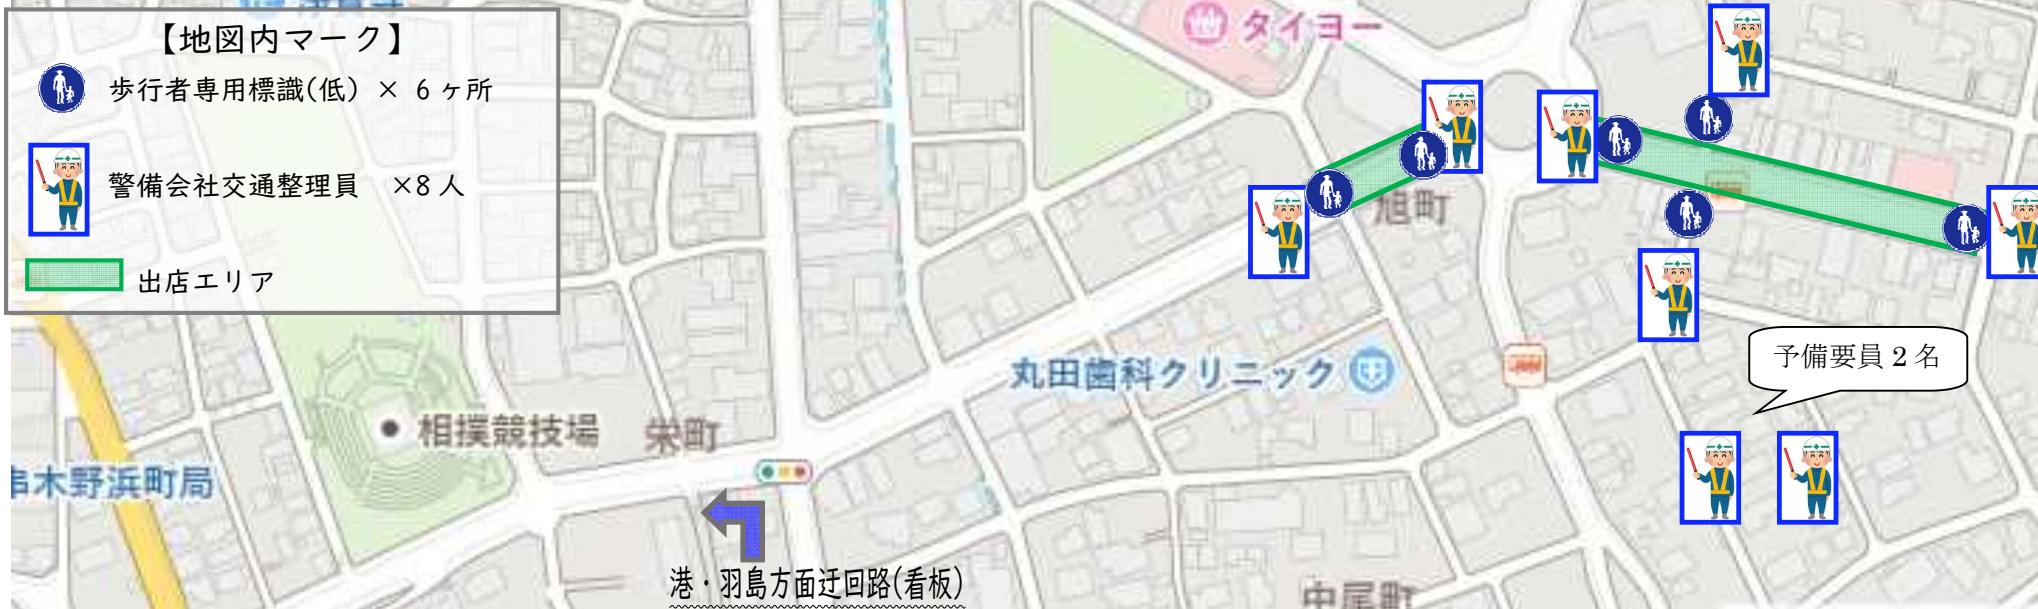 【地図内マーク】
歩行者専用標識(低) × 6ヶ所
警備会社交通整理員 ×8人
出店エリア
タイヨー
旭町
丸田歯科クリニック
予備要員2名
相撲競技場
栄町
串木野浜町局
港・羽島方面迂回路(看板)
中尾町